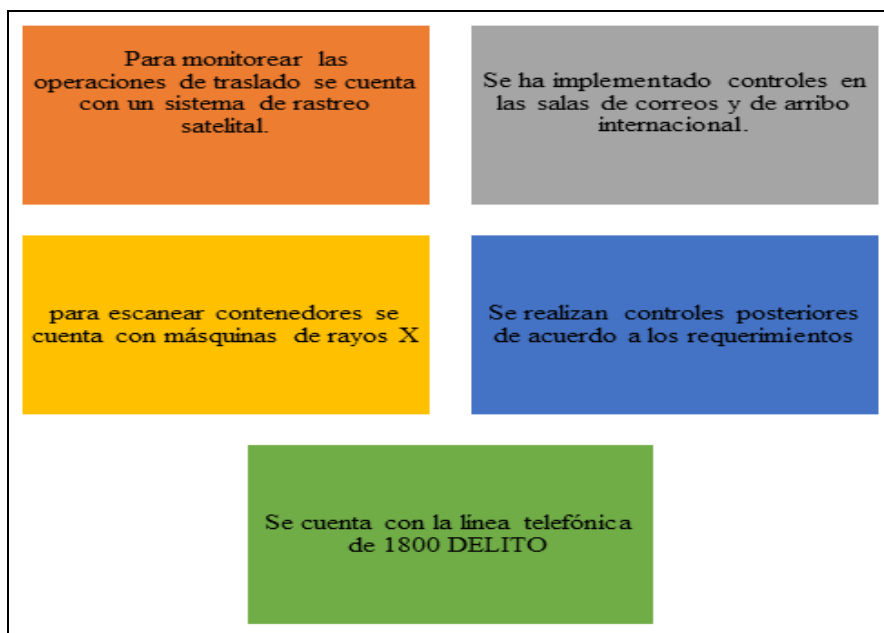 Para monitorear las
operaciones de traslado se cuenta
con un sistema de rastreo
satelital.
Se ha implementado controles en
las salas de correos y de arribo
internacional.
para escanear contenedores se
cuenta con másquinas de rayos X
Se realizan controles posteriores
de acuerdo a los requerimientos
Se cuenta con la línea telefónica
de 1800 DELITO